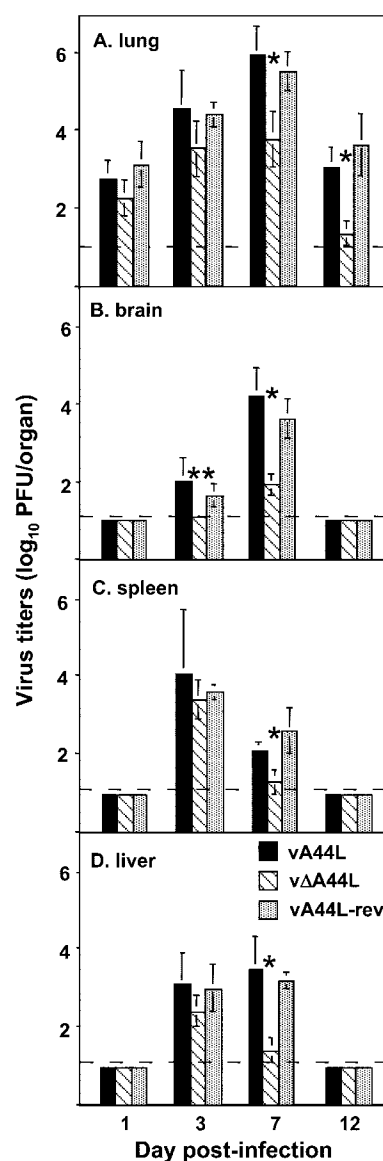 A. lung
6
4
2
*
*
B. brain
6
4
2
**
*
Virus titers (log₁₀ PFU/organ)
C. spleen
6
4
2
*
D. liver
vA44L
vΔA44L
vA44L-rev
6
4
2
*
1 3 7 12
Day post-infection